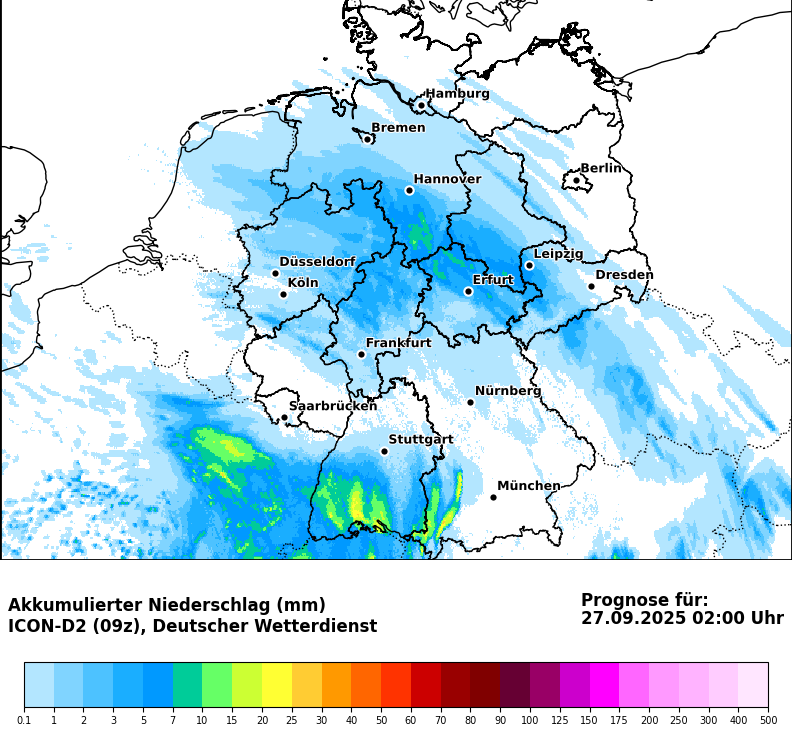 Hamburg
Bremen
Berlin
Hannover
Leipzig
Düsseldorf
Dresden
Köln
Erfurt
Frankfurt
Nürnberg
Saarbrücken
Stuttgart
München
Akkumulierter Niederschlag (mm)
ICON-D2 (09z), Deutscher Wetterdienst
Prognose für:
27.09.2025 02:00 Uhr
0.1 1 2 3 5 7 10 15 20 25 30 40 50 60 70 80 90 100 125 150 175 200 250 300 400 500